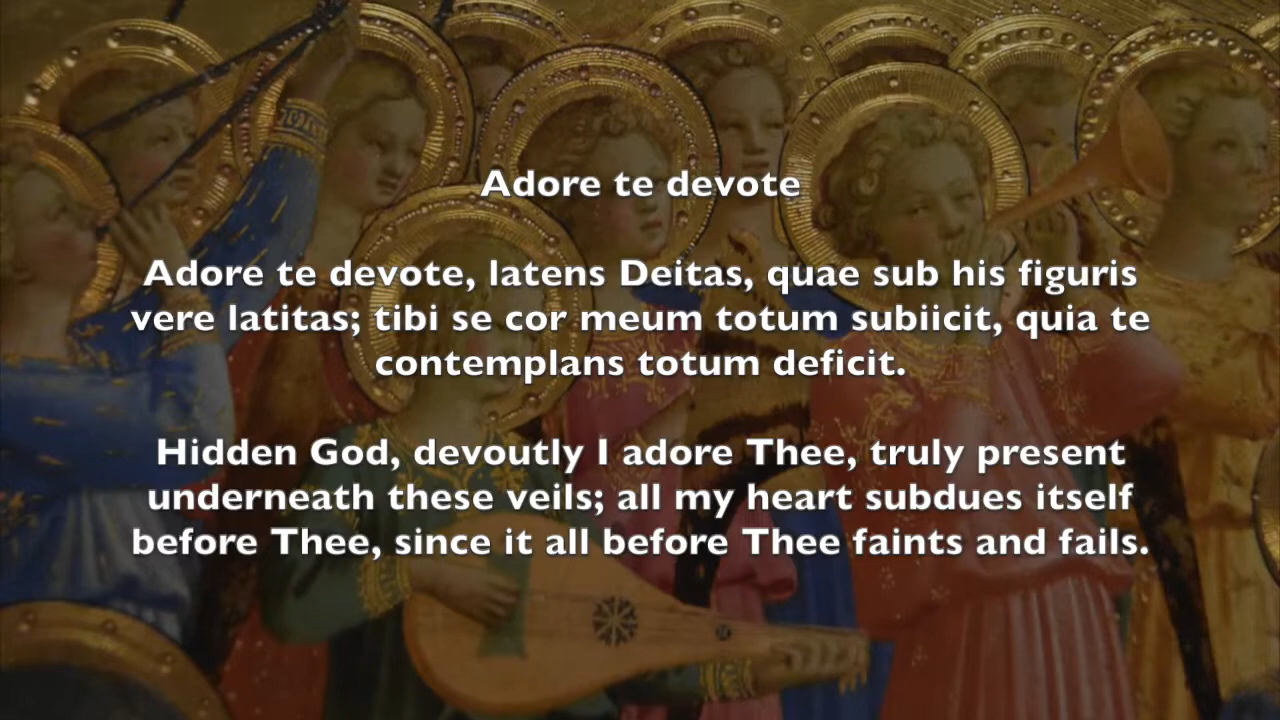 Adore te devote
Adore te devote, latens Deitas, quae sub his figuris
vere latitas; tibi se cor meum totum subiicit, quia te
contemplans totum deficit.
Hidden God, devoutly I adore Thee, truly present
underneath these veils; all my heart subdues itself
before Thee, since it all before Thee faints and fails.